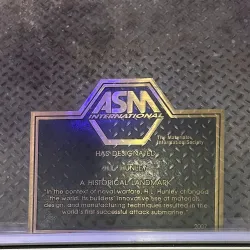 ASM
INTERNATIONAL
The Materials
Information Society
HAS DESIGNATED
H.L. HUNLEY
A HISTORICAL LANDMARK
"In the context of naval warfare, H.L. Hunley changed
the world. Its builders' innovative use of materials,
design, and manufacturing techniques resulted in the
world's first successful attack submarine.